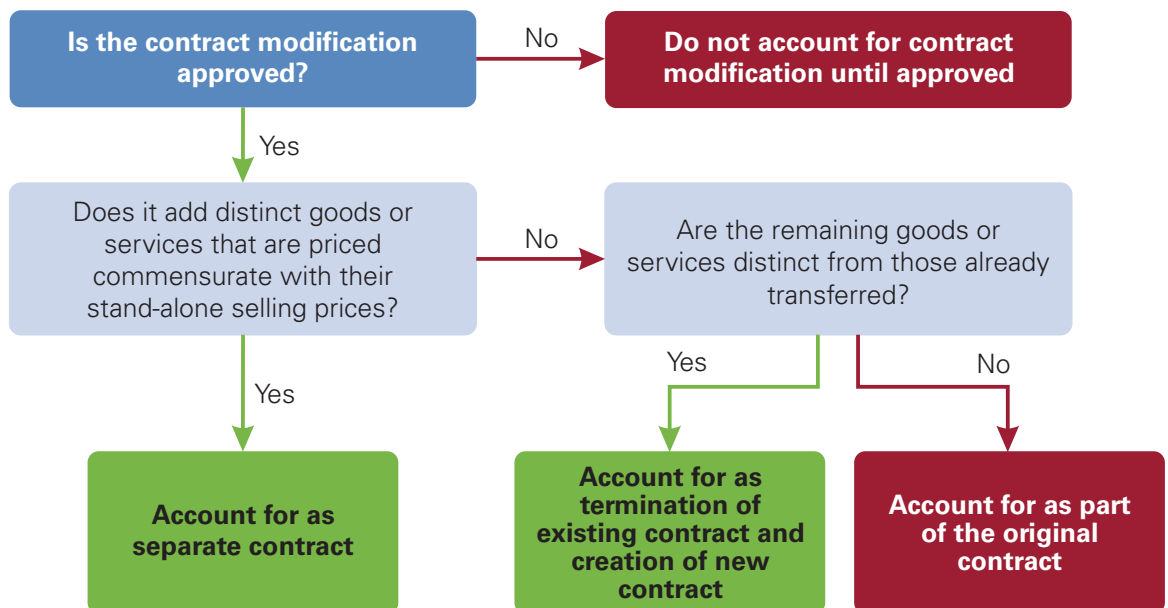 Is the contract modification
approved?
No
Do not account for contract
modification until approved
Yes
Does it add distinct goods or
services that are priced
commensurate with their
stand-alone selling prices?
No
Are the remaining goods or
services distinct from those already
transferred?
Yes
Yes
No
Account for as
separate contract
Account for as
termination of
existing contract and
creation of new
contract
Account for as part
of the original
contract